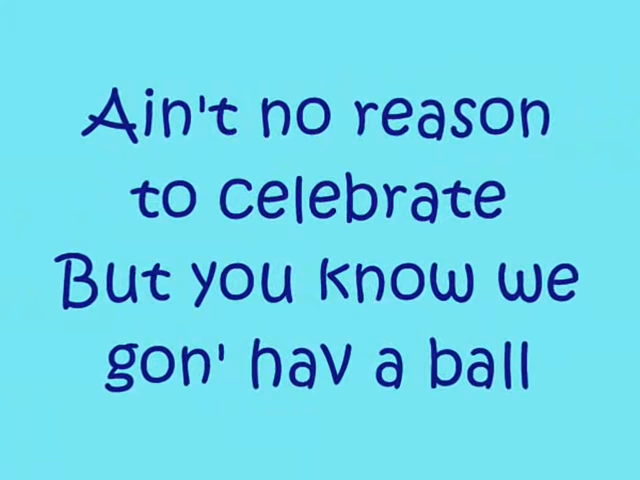 Ain't no reason
to celebrate
But you know we
gon' hav a ball